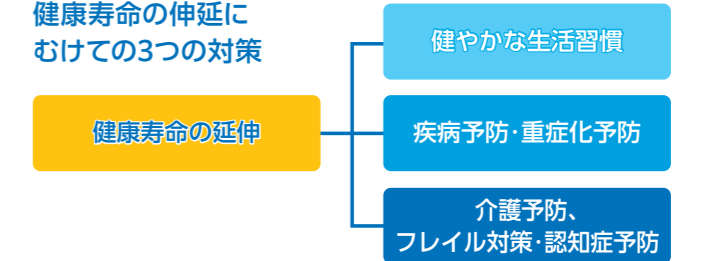 健康寿命の伸延に
むけての3つの対策
健康寿命の延伸
健やかな生活習慣
疾病予防・重症化予防
介護予防、
フレイル対策・認知症予防